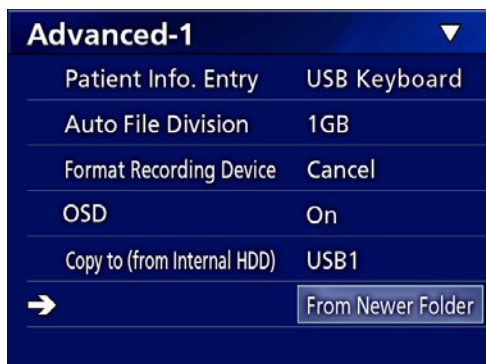 Advanced-1
Patient Info. Entry USB Keyboard
Auto File Division 1GB
Format Recording Device Cancel
OSD On
Copy to (from Internal HDD) USB1
From Newer Folder